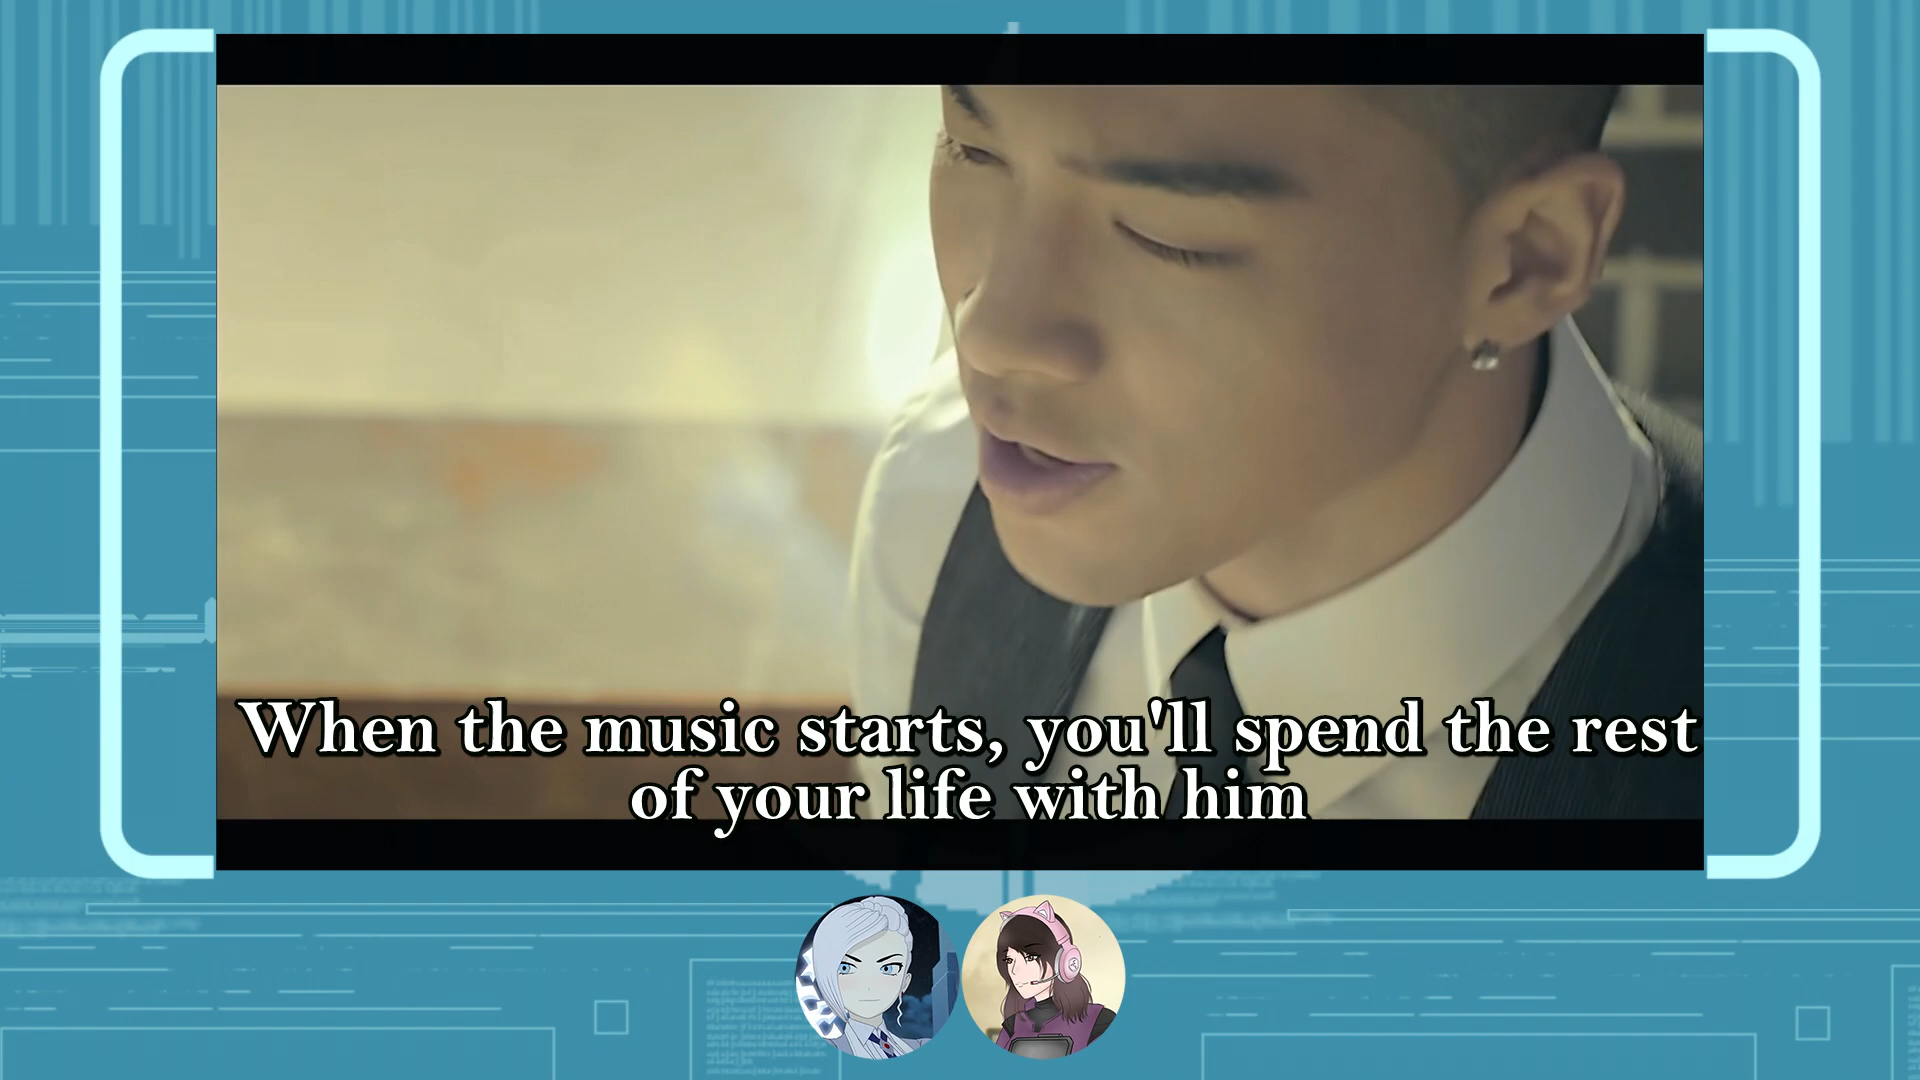 When the music starts, you'll spend the rest
of your life with him